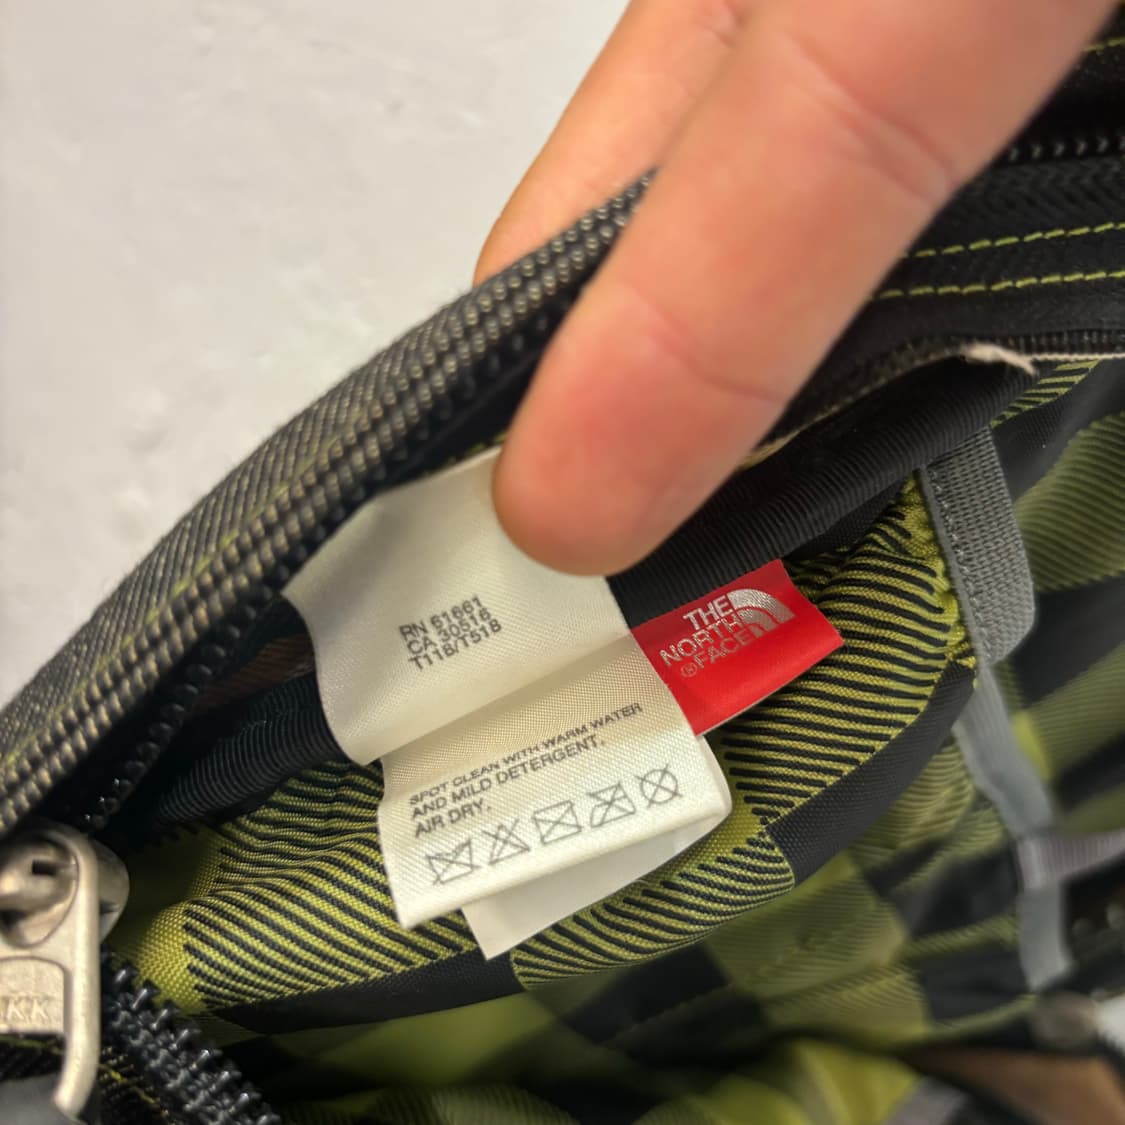 RN 61661
CA 30516
T118/T518
THE
NORTH
®FACE
SPOT CLEAN WITH WARM WATER
AND MILD DETERGENT.
AIR DRY.
KK